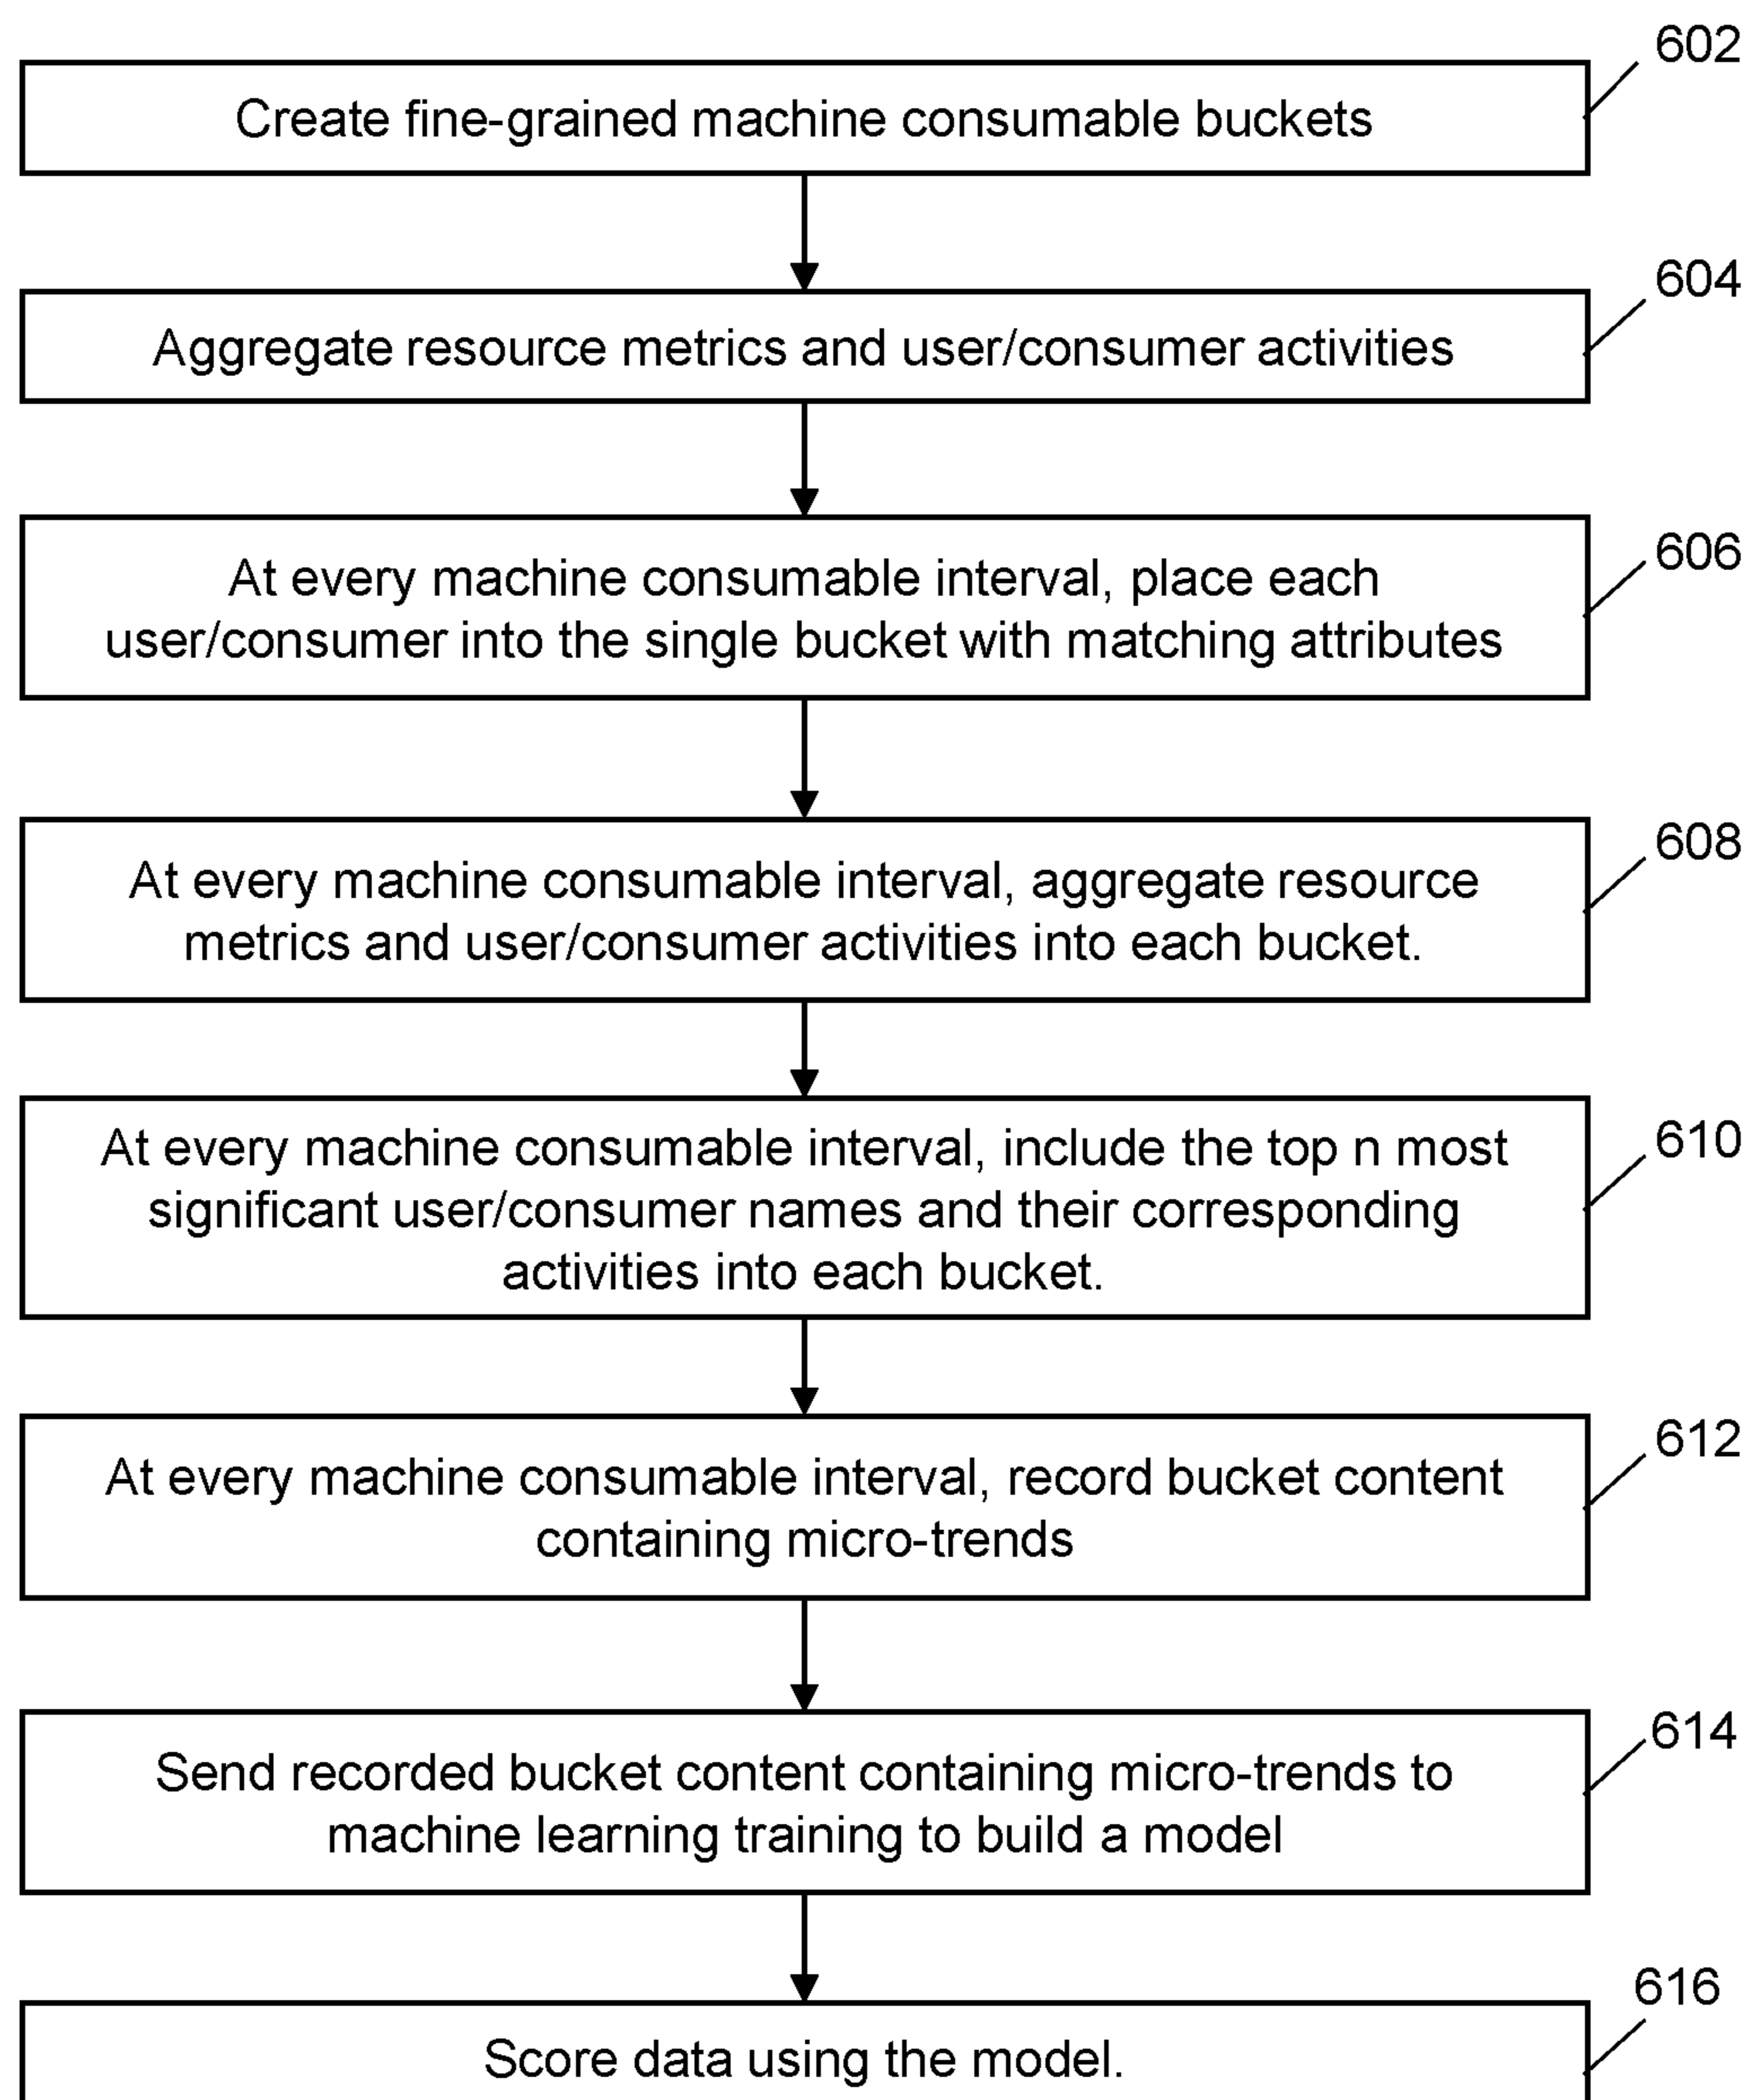 602
Create fine-grained machine consumable buckets
604
Aggregate resource metrics and user/consumer activities
606
At every machine consumable interval, place each
user/consumer into the single bucket with matching attributes
608
At every machine consumable interval, aggregate resource
metrics and user/consumer activities into each bucket.
610
At every machine consumable interval, include the top n most
significant user/consumer names and their corresponding
activities into each bucket.
612
At every machine consumable interval, record bucket content
containing micro-trends
614
Send recorded bucket content containing micro-trends to
machine learning training to build a model
616
Score data using the model.